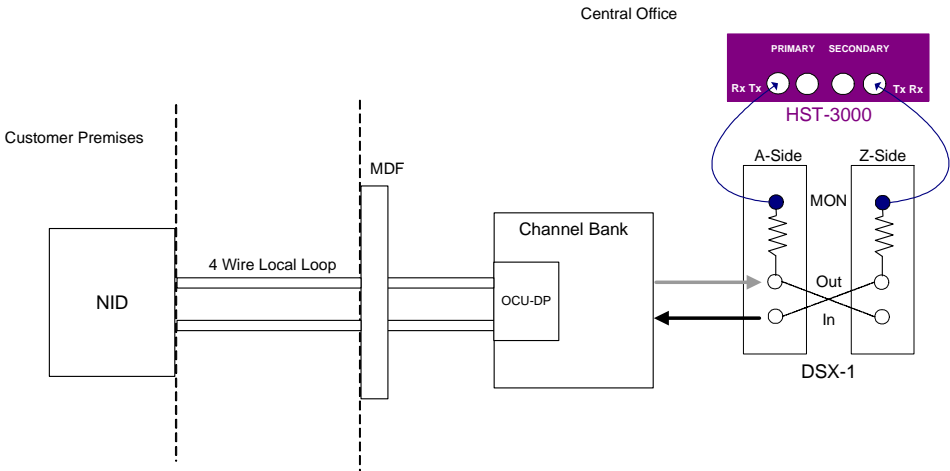 Central Office
PRIMARY SECONDARY
Rx Tx Tx Rx
HST-3000
Customer Premises
A-Side Z-Side
MDF
MON
Channel Bank
4 Wire Local Loop
Out
NID
OCU-DP
In
DSX-1